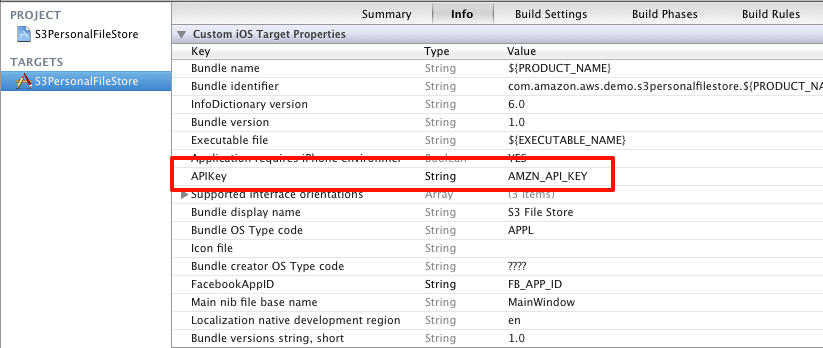 PROJECT
S3PersonalFileStore
TARGETS
S3PersonalFileStore
Summary Info Build Settings Build Phases Build Rules
Custom iOS Target Properties
Key Type Value
Bundle name String ${PRODUCT_NAME}
Bundle identifier String com.amazon.aws.demo.s3personalfilestore.${PRODUCT_NA
InfoDictionary version String 6.0
Bundle version String 1.0
Executable file String ${EXECUTABLE_NAME}
Application requires iPhone environmer Boolean YES
APIKey String AMZN_API_KEY
Supported interface orientations Array (3 items)
Bundle display name String S3 File Store
Bundle OS Type code String APPL
Icon file String
Bundle creator OS Type code String ????
FacebookAppID String FB_APP_ID
Main nib file base name String MainWindow
Localization native development region String en
Bundle versions string, short String 1.0